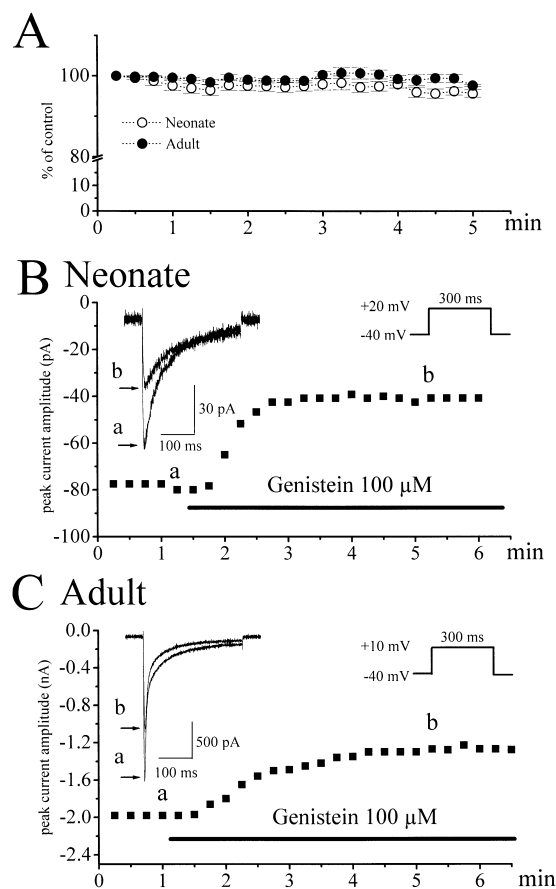 A
% of control
100
80
10
0
Neonate
Adult
0 1 2 3 4 5 min
B Neonate
peak current amplitude (pA)
0
-20
-40
-60
-80
-100
b
a
30 pA
100 ms
+20 mV
-40 mV
300 ms
a
b
Genistein 100 µM
0 1 2 3 4 5 6 min
C Adult
peak current amplitude (nA)
0.0
-0.4
-0.8
-1.2
-1.6
-2.0
-2.4
b
a
500 pA
100 ms
+10 mV
-40 mV
300 ms
a
b
Genistein 100 µM
0 1 2 3 4 5 6 min